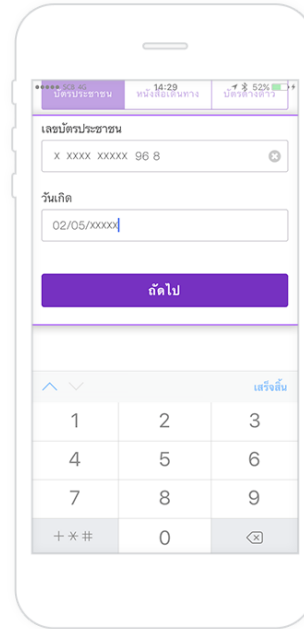 SCB 4G 14:29 52%
บัตรประชาชน หนังสือเดินทาง บัตรต่างด้าว
เลขบัตรประชาชน
x xxxx xxxxx 96 8
วันเกิด
02/05/xxxxx
ถัดไป
เสร็จสิ้น
1 2 3
4 5 6
7 8 9
+*# 0